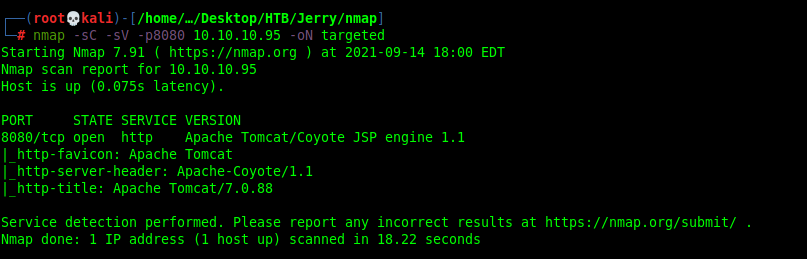 ┌──(root💀kali)-[/home/…/Desktop/HTB/Jerry/nmap]
└─# nmap -sC -sV -p8080 10.10.10.95 -oN targeted
Starting Nmap 7.91 ( https://nmap.org ) at 2021-09-14 18:00 EDT
Nmap scan report for 10.10.10.95
Host is up (0.075s latency).

PORT     STATE SERVICE VERSION
8080/tcp open  http    Apache Tomcat/Coyote JSP engine 1.1
|_http-favicon: Apache Tomcat
|_http-server-header: Apache-Coyote/1.1
|_http-title: Apache Tomcat/7.0.88

Service detection performed. Please report any incorrect results at https://nmap.org/submit/ .
Nmap done: 1 IP address (1 host up) scanned in 18.22 seconds